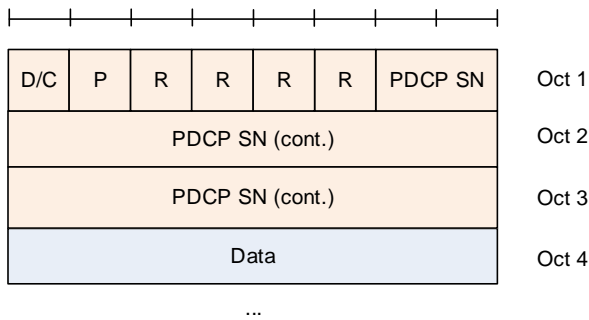 D/C P R R R R PDCP SN Oct 1
PDCP SN (cont.) Oct 2
PDCP SN (cont.) Oct 3
Data Oct 4
...